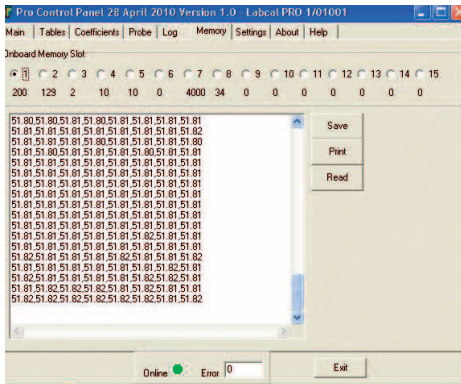 Pro Control Panel 28 April 2010 Version 1.0 - Labcal PRO 1/01001
Main Tables Coefficients Probe Log Memory Settings About Help
Onboard Memory Slot
1 2 3 4 5 6 7 8 9 10 11 12 13 14 15
200 129 2 10 10 0 4000 34 0 0 0 0 0 0 0
51.80,51.80,51.81,51.80,51.81,51.81,51.81,51.81
51.81,51.81,51.81,51.81,51.81,51.81,51.81,51.82
51.81,51.81,51.81,51.80,51.81,51.81,51.81,51.80
51.81,51.80,51.81,51.81,51.81,51.80,51.81,51.81
51.81,51.81,51.81,51.81,51.81,51.81,51.81,51.81
51.81,51.81,51.81,51.81,51.81,51.81,51.81,51.81
51.81,51.81,51.81,51.81,51.81,51.81,51.81,51.81
51.81,51.81,51.81,51.81,51.81,51.81,51.81,51.81
51.81,51.81,51.81,51.81,51.81,51.81,51.81,51.81
51.81,51.81,51.81,51.81,51.81,51.81,51.81,51.81
51.81,51.81,51.81,51.81,51.81,51.81,51.81,51.81
51.81,51.81,51.81,51.81,51.81,51.82,51.81,51.81
51.82,51.81,51.81,51.81,51.81,51.81,51.81,51.82
51.81,51.81,51.81,51.81,51.81,51.81,51.82,51.81
51.82,51.81,51.82,51.81,51.81,51.82,51.82,51.81
51.81,51.82,51.82,51.82,51.81,51.81,51.81,51.82
51.82,51.82,51.82,51.82,51.82,51.82,51.81,51.82
Save
Print
Read
Online Error 0 Exit